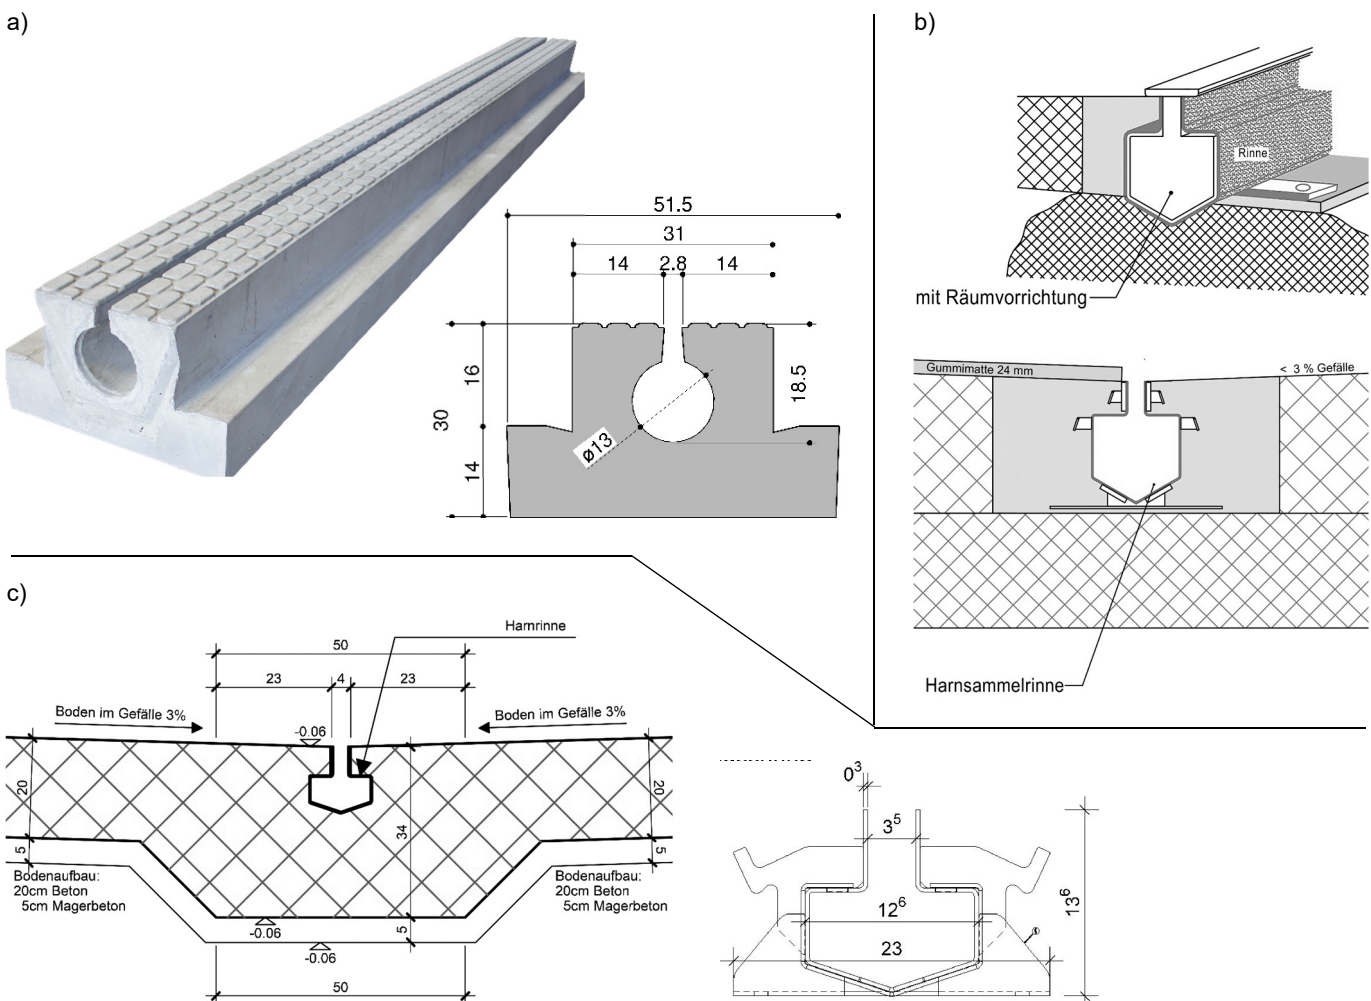 a)
51.5
31
14 2.8 14
16
30
14
18.5
ø13
b)
Rinne
mit Räumvorrichtung
Gummimatte 24 mm
< 3 % Gefälle
Harnsammelrinne
c)
Harnrinne
50
23 4 23
Boden im Gefälle 3%
Boden im Gefälle 3%
-0.06
20
20
34
5
5
Bodenaufbau:
20cm Beton
5cm Magerbeton
Bodenaufbau:
20cm Beton
5cm Magerbeton
-0.06
5
-0.06
50
0³
3⁵
12⁶
13⁶
23